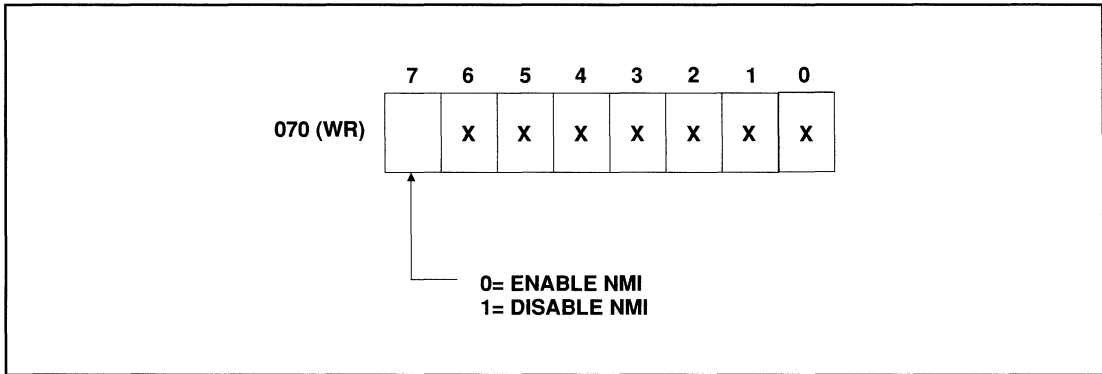 7 6 5 4 3 2 1 0
070 (WR) X X X X X X X
0= ENABLE NMI
1= DISABLE NMI